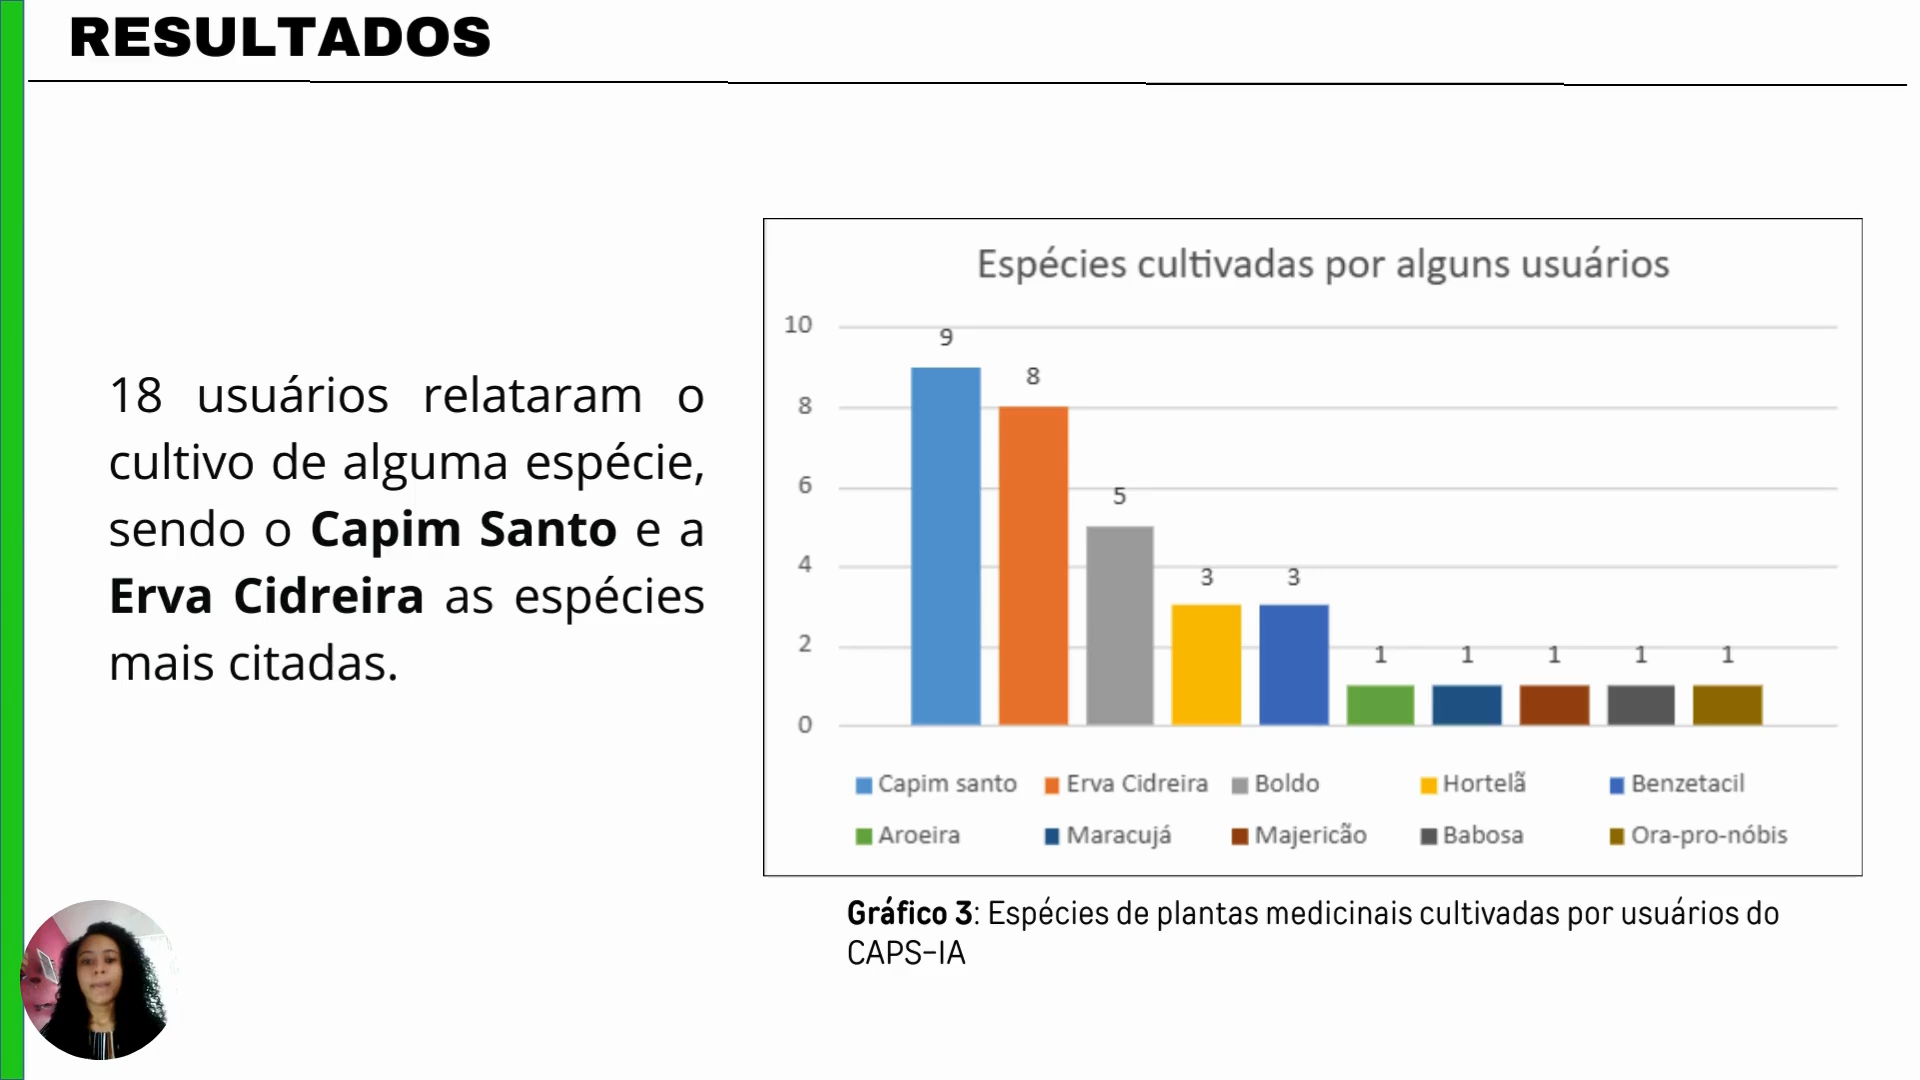 RESULTADOS
18 usuários relataram o
cultivo de alguma espécie,
sendo o Capim Santo e a
Erva Cidreira as espécies
mais citadas.
Espécies cultivadas por alguns usuários
10
8
6
4
2
0
9
8
5
3
3
1
1
1
1
1
Capim santo
Erva Cidreira
Boldo
Hortelã
Benzetacil
Aroeira
Maracujá
Majericão
Babosa
Ora-pro-nóbis
Gráfico 3: Espécies de plantas medicinais cultivadas por usuários do
CAPS-IA